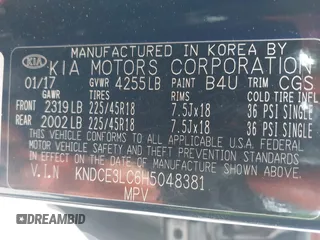 MANUFACTURED IN KOREA BY
KIA KIA MOTORS CORPORATION
01/17 GVWR 4255LB PAINT B4U TRIM CGS
GAWR TIRES RIMS COLD TIRE INFL
FRONT 2319LB 225/45R18 7.5Jx18 36 PSI SINGLE
REAR 2002LB 225/45R18 7.5Jx18 36 PSI SINGLE
THIS VEHICLE CONFORMS TO ALL APPLICABLE FEDERAL
MOTOR VEHICLE SAFETY STANDARDS IN EFFECT ON
THE DATE OF MANUFACTURE SHOWN ABOVE.
V.I.N KNDCE3LC6H5048381
MPV
DREAMBID